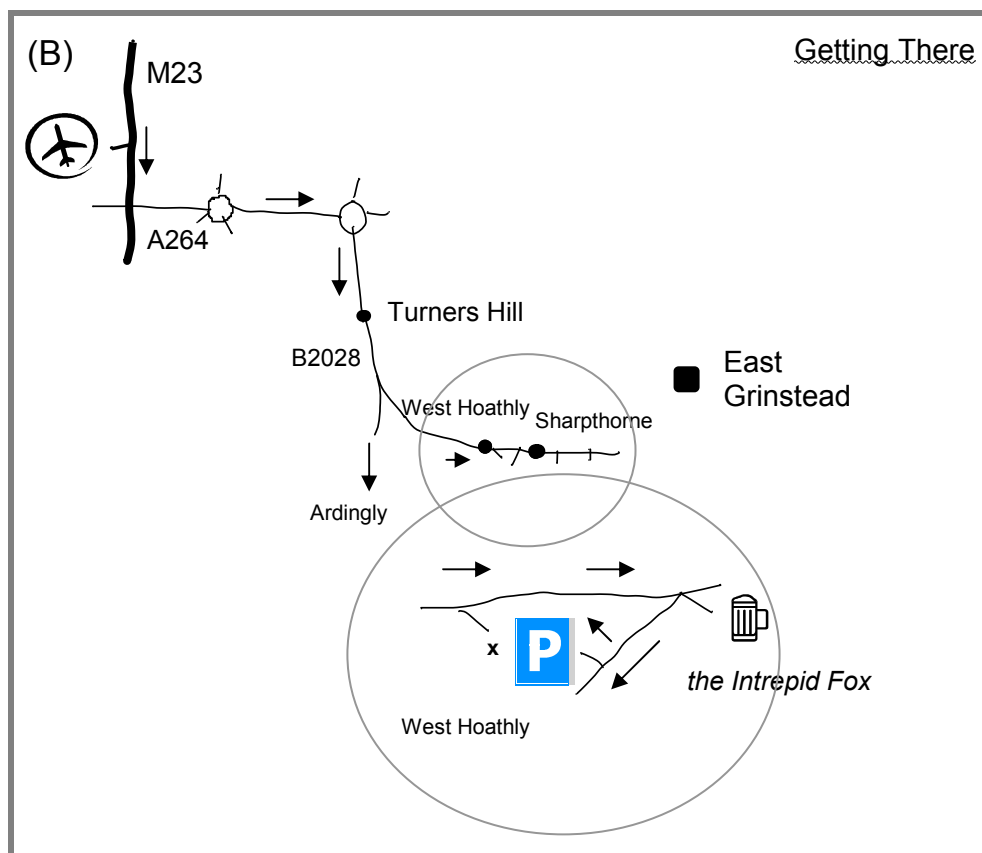 (B)
Getting There
M23
A264
Turners Hill
B2028
East
Grinstead
West Hoathly
Sharpthorne
Ardingly
x
P
the Intrepid Fox
West Hoathly